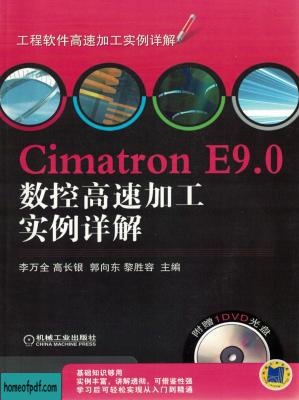 工程软件高速加工实例详解
Cimatron E9.0
数控高速加工
实例详解
李万全 高长银 郭向东 黎胜容 主编
附赠1DVD光盘
机械工业出版社
CHINA MACHINE PRESS
基础知识够用
实例丰富,讲解透彻,可借鉴性强
学习后可轻松实现从入门到精通
homeofpdf.com